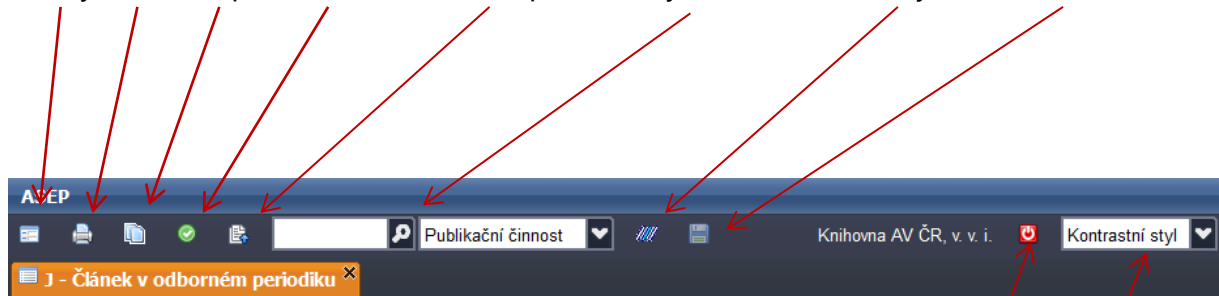 ASEP
Publikační činnost
Knihovna AV ČR, v. v. i.
Kontrastní styl
J - Článek v odborném periodiku